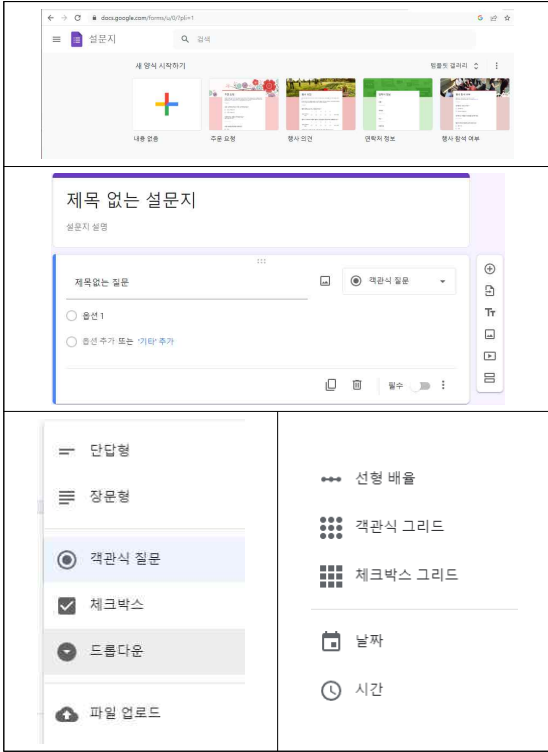 docs.google.com/forms/u/0/?pli=1
설문지
검색
새 양식 시작하기
템플릿 갤러리
내용 없음
주문 요청
행사 의견
연락처 정보
행사 참석 여부
제목 없는 설문지
설문지 설명
제목없는 질문
객관식 질문
옵션 1
옵션 추가 또는 '기타' 추가
필수
단답형
장문형
객관식 질문
체크박스
드롭다운
파일 업로드
선형 배율
객관식 그리드
체크박스 그리드
날짜
시간